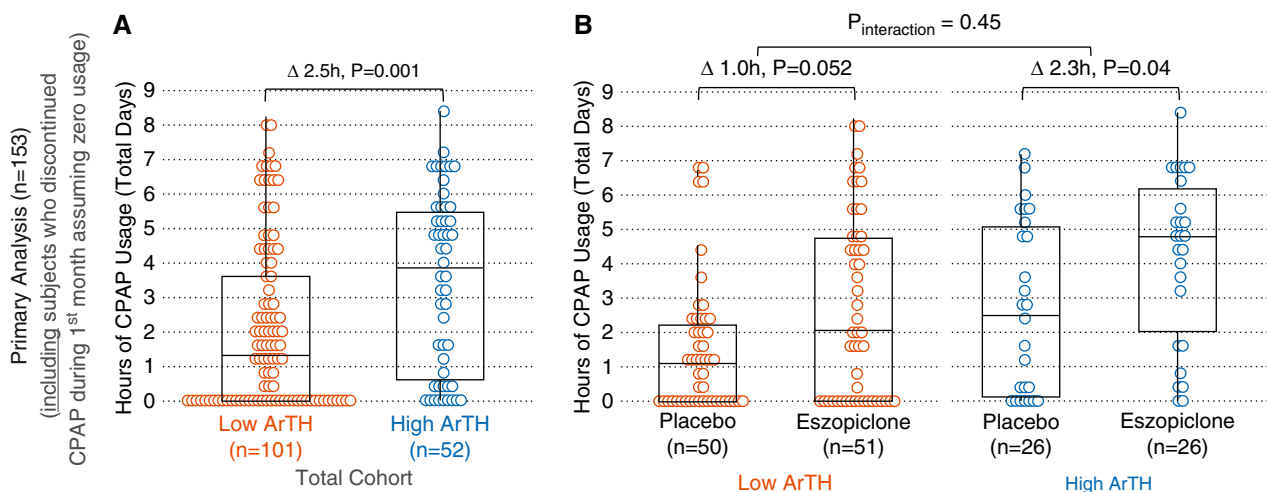 Primary Analysis (n=153)
(including subjects who discontinued
CPAP during 1st month assuming zero usage)
A
Δ 2.5h, P=0.001
Hours of CPAP Usage (Total Days)
9
8
7
6
5
4
3
2
1
0
Low ArTH
(n=101)
High ArTH
(n=52)
Total Cohort
B
Pinteraction = 0.45
Δ 1.0h, P=0.052
Δ 2.3h, P=0.04
Hours of CPAP Usage (Total Days)
9
8
7
6
5
4
3
2
1
0
Placebo
(n=50)
Eszopiclone
(n=51)
Placebo
(n=26)
Eszopiclone
(n=26)
Low ArTH
High ArTH